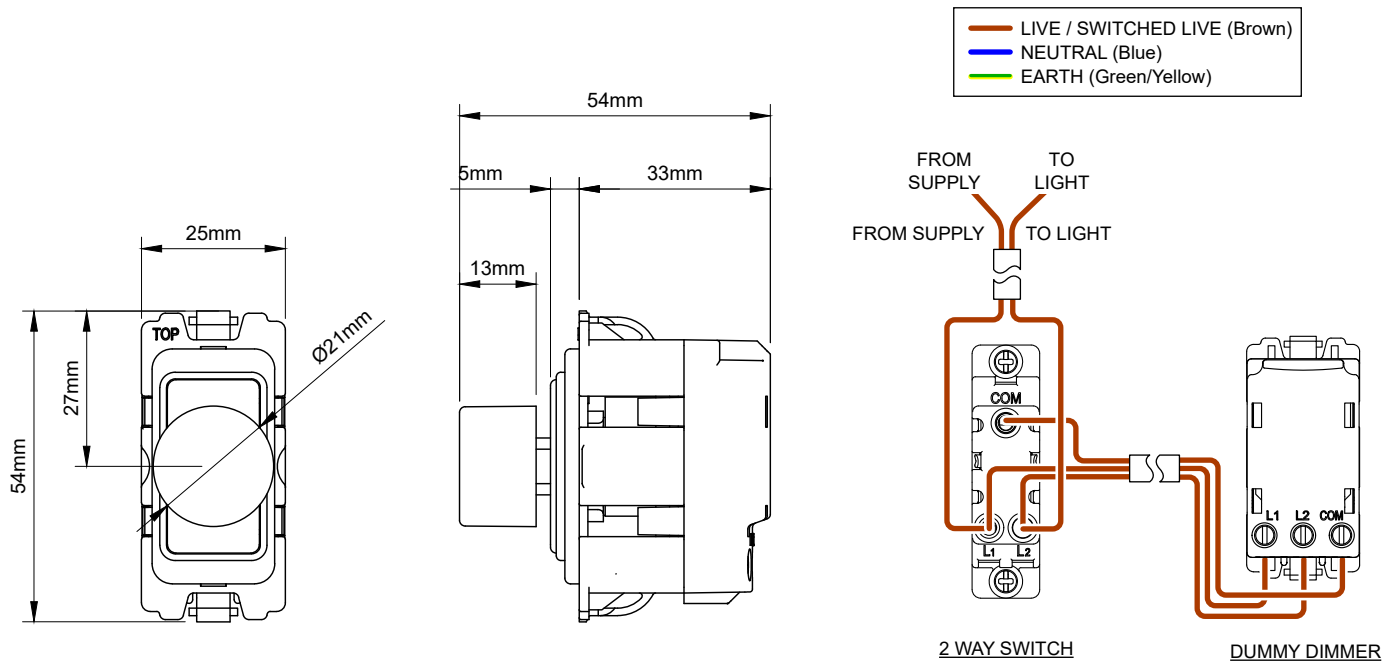 LIVE / SWITCHED LIVE (Brown)
NEUTRAL (Blue)
EARTH (Green/Yellow)
54mm
5mm
33mm
13mm
25mm
TOP
Ø21mm
27mm
54mm
FROM
SUPPLY
TO
LIGHT
FROM SUPPLY
TO LIGHT
COM
L1 L2
L1 L2 COM
2 WAY SWITCH
DUMMY DIMMER